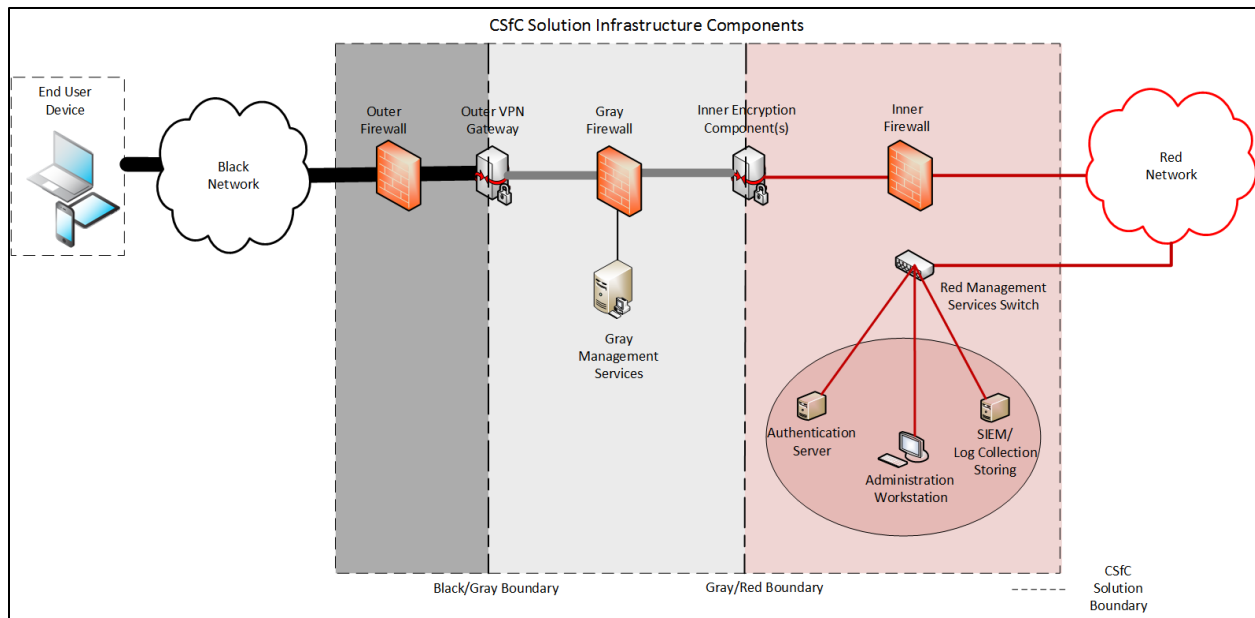 CSfC Solution Infrastructure Components
End User
Device
Black
Network
Outer
Firewall
Outer VPN
Gateway
Gray
Firewall
Inner Encryption
Component(s)
Inner
Firewall
Red
Network
Gray
Management
Services
Red Management
Services Switch
Authentication
Server
Administration
Workstation
SIEM/
Log Collection
Storing
Black/Gray Boundary
Gray/Red Boundary
CSfC
Solution
Boundary